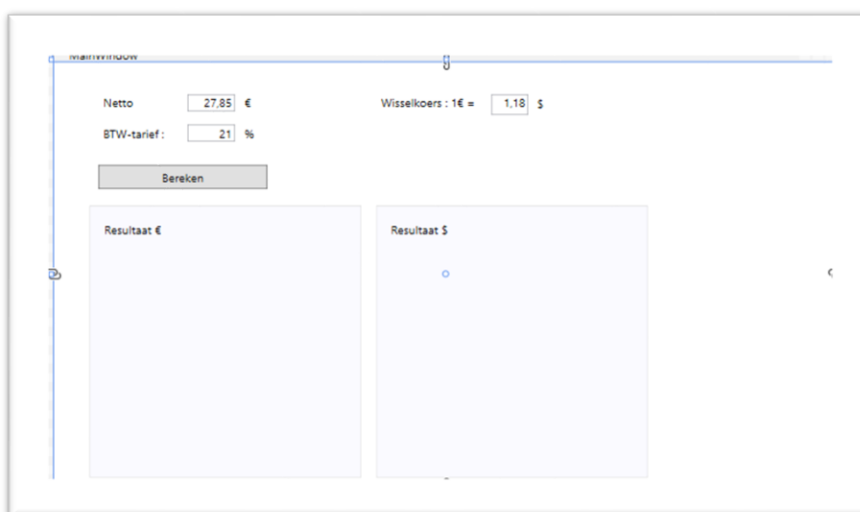 MainWindow
Netto 27,85 € Wisselkoers : 1€ = 1,18 $
BTW-tarief : 21 %
Bereken
Resultaat € Resultaat $